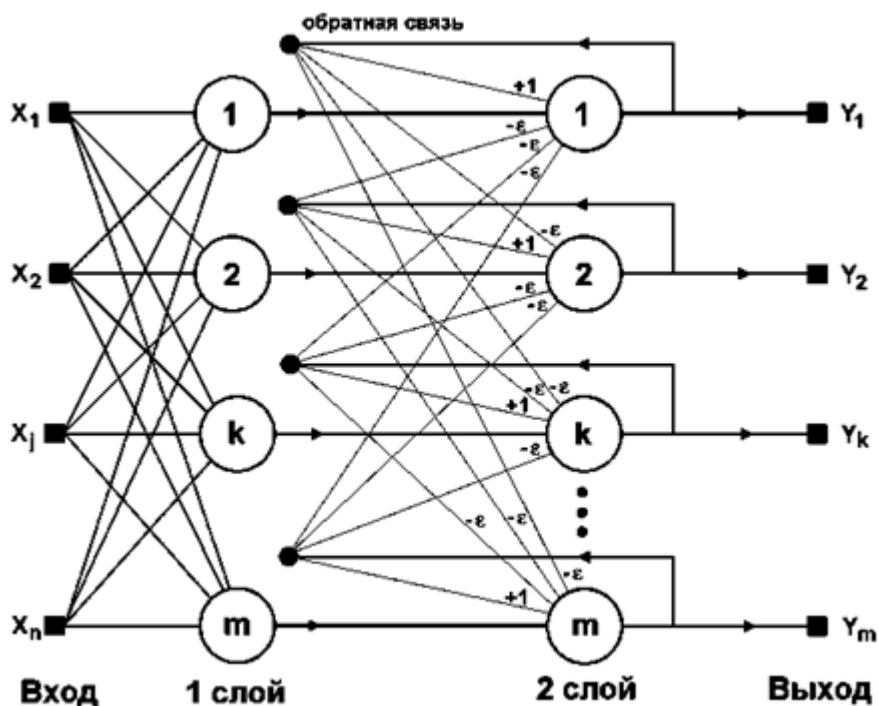 обратная связь
X1 1 +1 1 Y1
-ε
-ε
-ε
X2 2 +1 -ε 2 Y2
-ε
-ε
Xj k +1 -ε -ε k Yk
-ε
-ε -ε
-ε
Xn m +1 m Ym
Вход 1 слой 2 слой Выход